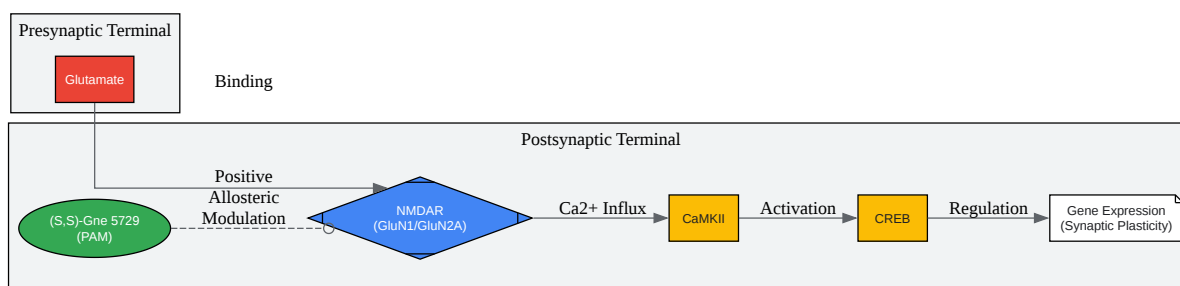 Presynaptic Terminal
Glutamate
Binding
Postsynaptic Terminal
Positive
Allosteric
Modulation
(S,S)-Gne 5729
(PAM)
NMDAR
(GluN1/GluN2A)
Ca2+ Influx
CaMKII
Activation
CREB
Regulation
Gene Expression
(Synaptic Plasticity)